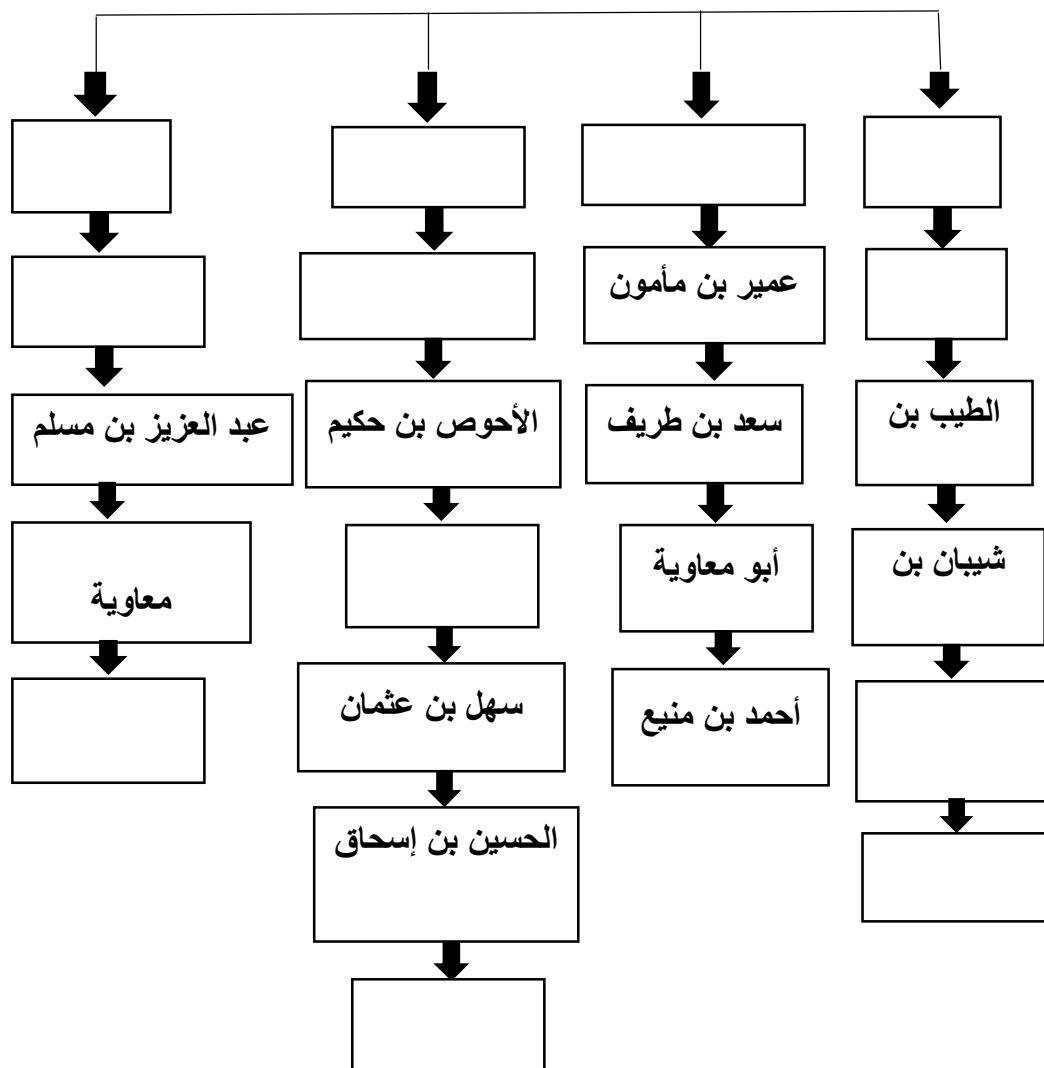 عمير بن مأمون
الطيب بن
سعد بن طريف
الأحوص بن حكيم
عبد العزيز بن مسلم
شيبان بن
أبو معاوية
معاوية
أحمد بن منيع
سهل بن عثمان
الحسين بن إسحاق